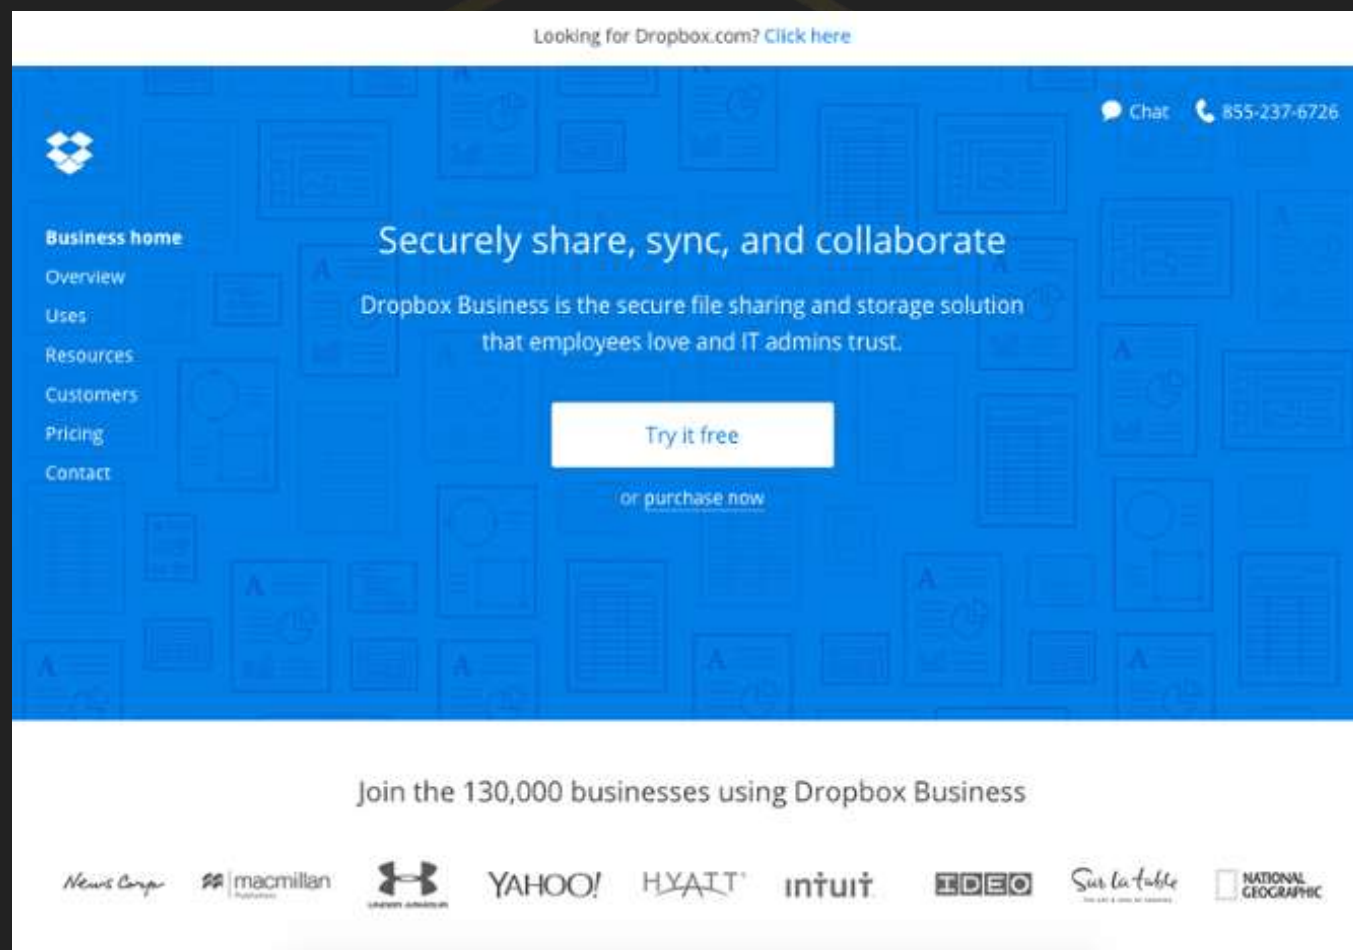 Looking for Dropbox.com? Click here
Chat 855-237-6726
Business home
Overview
Uses
Resources
Customers
Pricing
Contact
Securely share, sync, and collaborate
Dropbox Business is the secure file sharing and storage solution
that employees love and IT admins trust.
Try it free
or purchase now
Join the 130,000 businesses using Dropbox Business
News Corp
macmillan
UNDER ARMOUR
YAHOO!
HYATT
intuit
IDEO
Sur la table
NATIONAL
GEOGRAPHIC